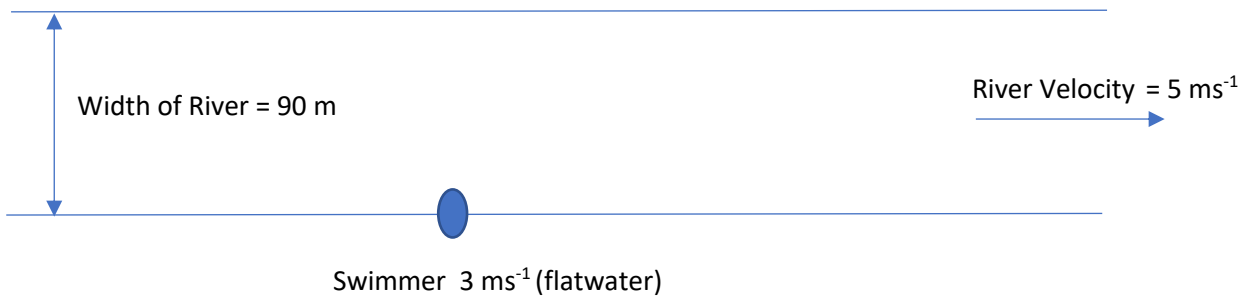 River Velocity = 5 ms⁻¹
Width of River = 90 m
Swimmer 3 ms⁻¹ (flatwater)